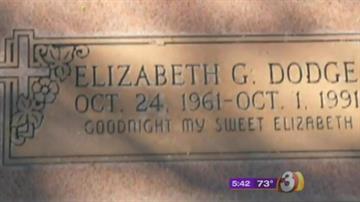 ELIZABETH G. DODGE
OCT. 24, 1961-OCT. 1, 1991
GOODNIGHT MY SWEET ELIZABETH
5:42 73° 3